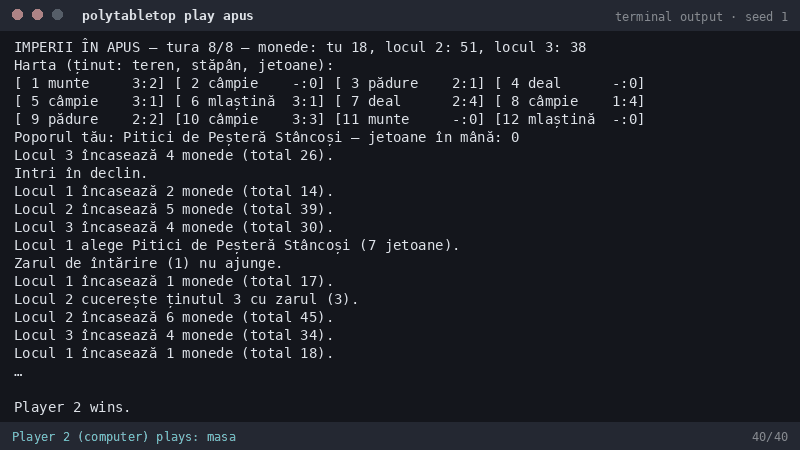 polytabletop play apus
terminal output · seed 1
IMPERII ÎN APUS — tura 8/8 — monede: tu 18, locul 2: 51, locul 3: 38
Harta (ținut: teren, stăpân, jetoane):
[ 1 munte     3:2] [ 2 câmpie    -:0] [ 3 pădure    2:1] [ 4 deal      -:0]
[ 5 câmpie    3:1] [ 6 mlaștină  3:1] [ 7 deal      2:4] [ 8 câmpie    1:4]
[ 9 pădure    2:2] [10 câmpie    3:3] [11 munte     -:0] [12 mlaștină  -:0]
Poporul tău: Pitici de Peșteră Stâncoși — jetoane în mână: 0
Locul 3 încasează 4 monede (total 26).
Intri în declin.
Locul 1 încasează 2 monede (total 14).
Locul 2 încasează 5 monede (total 39).
Locul 3 încasează 4 monede (total 30).
Locul 1 alege Pitici de Peșteră Stâncoși (7 jetoane).
Zarul de întărire (1) nu ajunge.
Locul 1 încasează 1 monede (total 17).
Locul 2 cucerește ținutul 3 cu zarul (3).
Locul 2 încasează 6 monede (total 45).
Locul 3 încasează 4 monede (total 34).
Locul 1 încasează 1 monede (total 18).
…
Player 2 wins.
Player 2 (computer) plays: masa
40/40